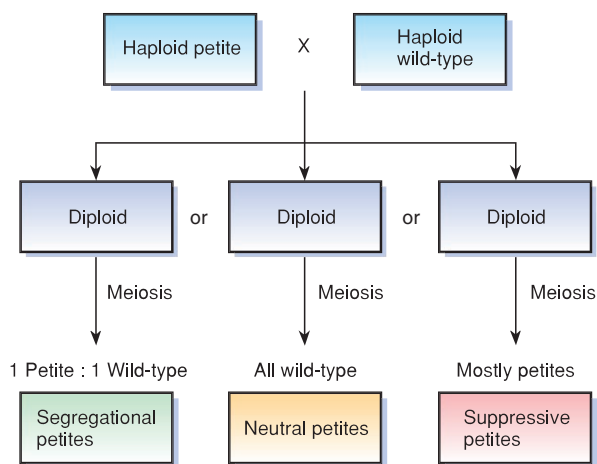 Haploid petite
X
Haploid
wild-type
Diploid
or
Diploid
or
Diploid
Meiosis
Meiosis
Meiosis
1 Petite : 1 Wild-type
All wild-type
Mostly petites
Segregational
petites
Neutral petites
Suppressive
petites